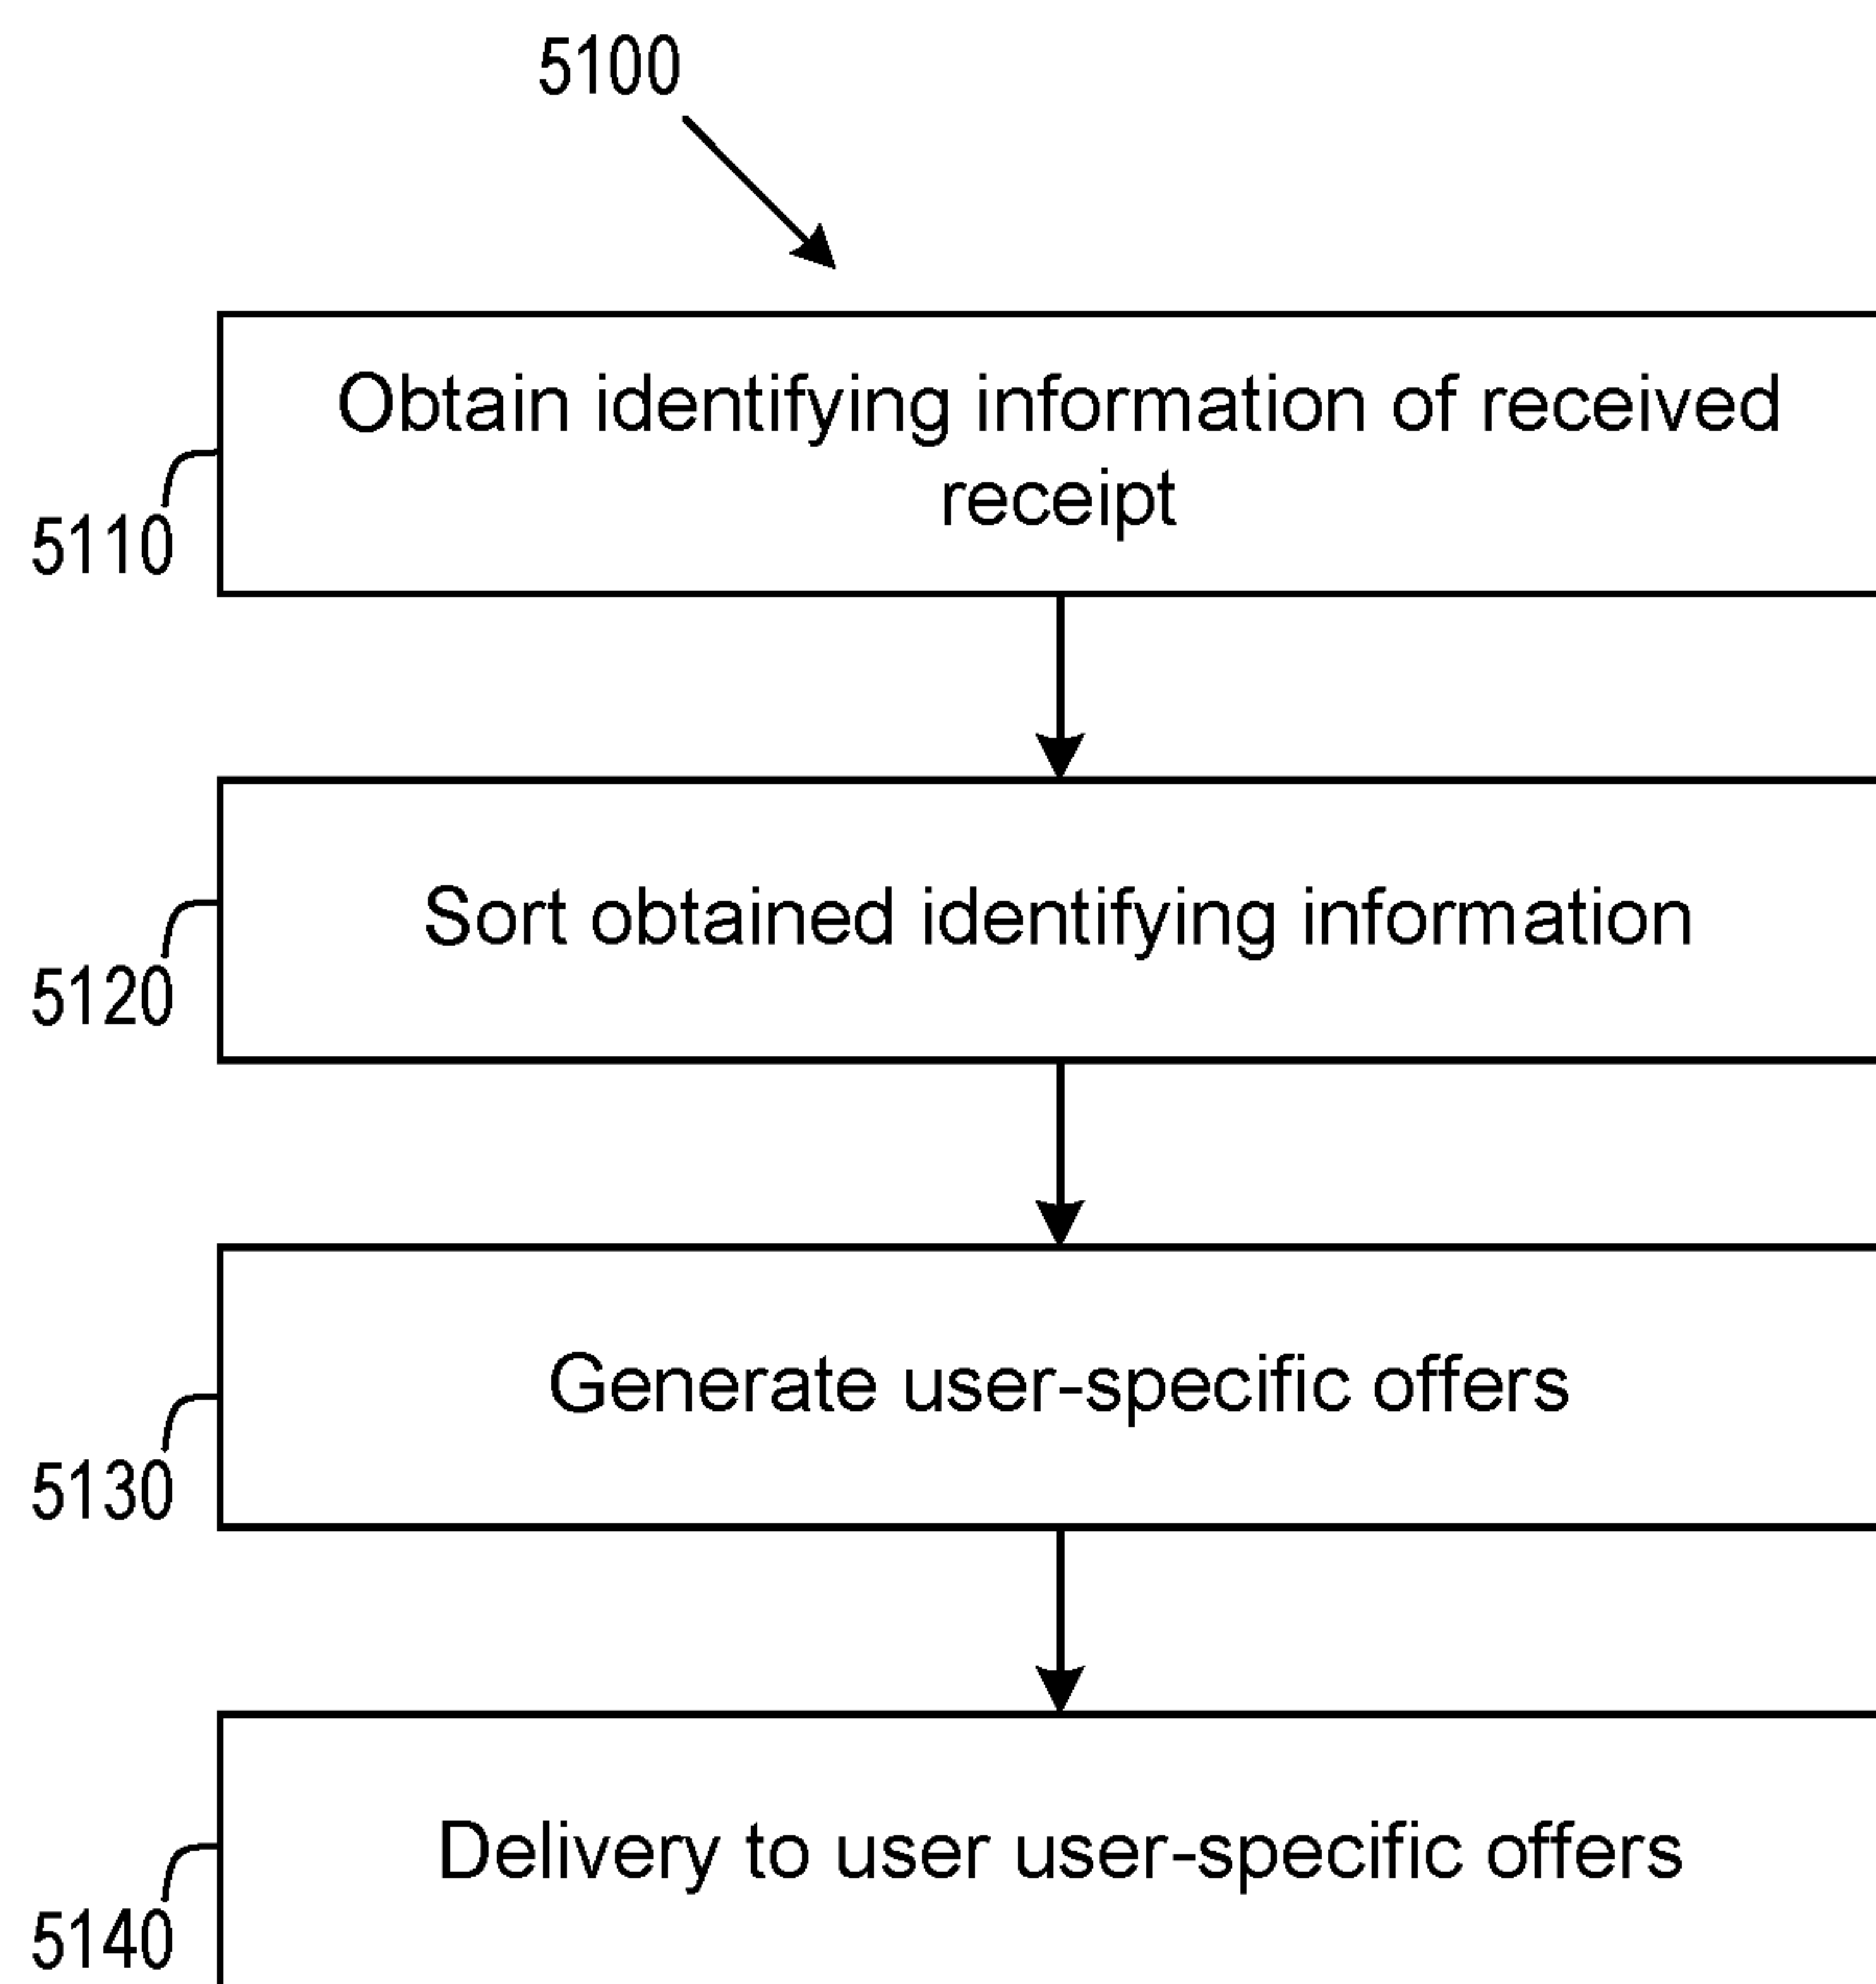 5100
Obtain identifying information of received
receipt
5110
Sort obtained identifying information
5120
Generate user-specific offers
5130
Delivery to user user-specific offers
5140